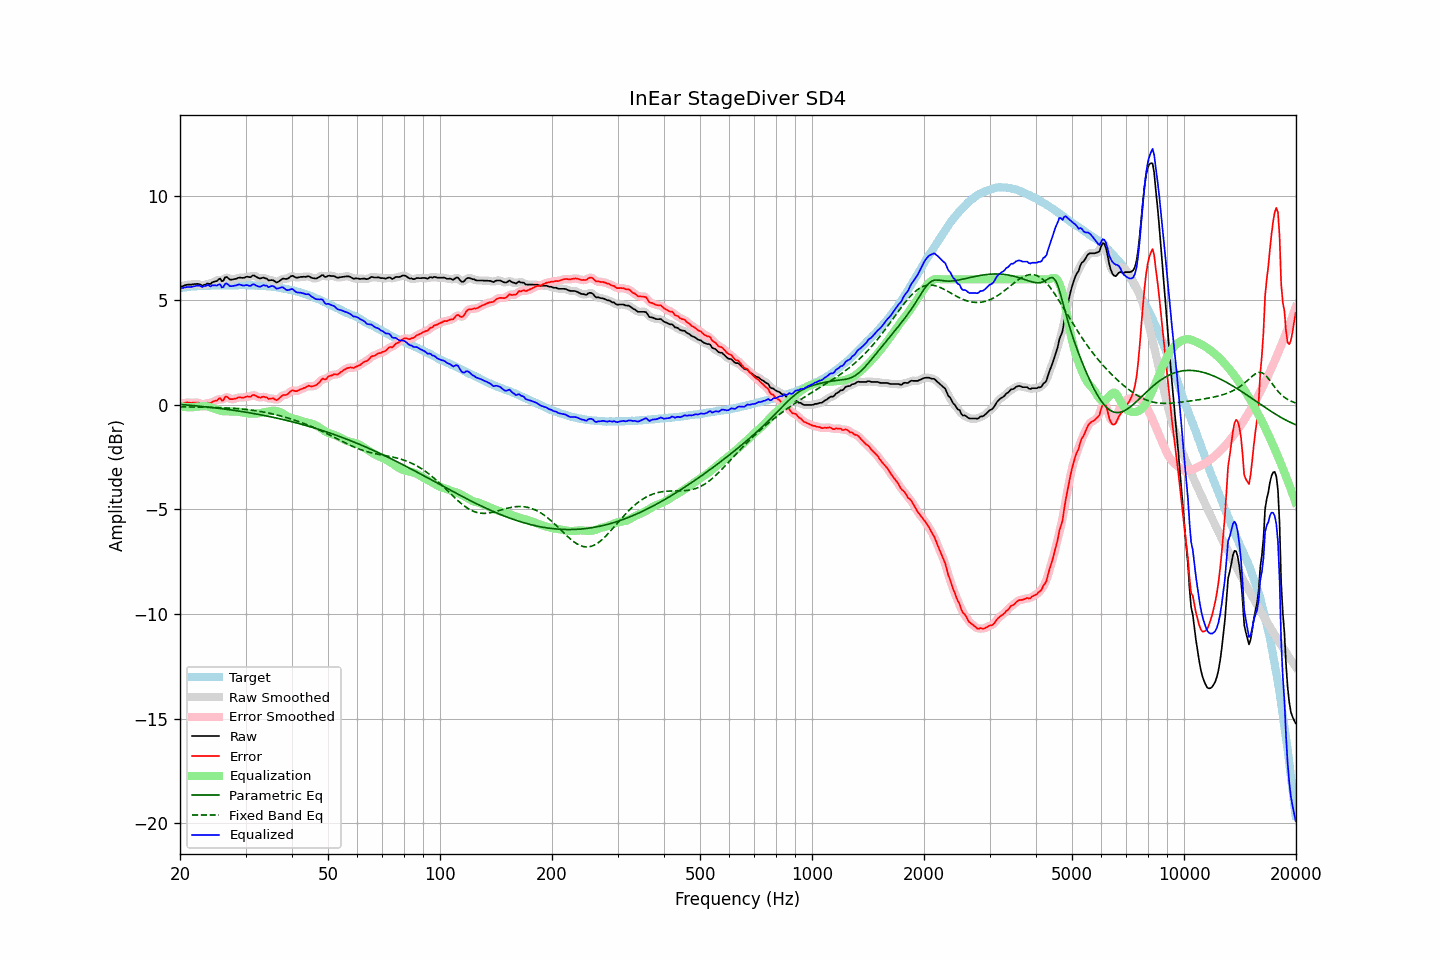 InEar StageDiver SD4
Amplitude (dBr)
10
5
0
−5
−10
−15
−20
Target
Raw Smoothed
Error Smoothed
Raw
Error
Equalization
Parametric Eq
Fixed Band Eq
Equalized
20 50 100 200 500 1000 2000 5000 10000 20000
Frequency (Hz)